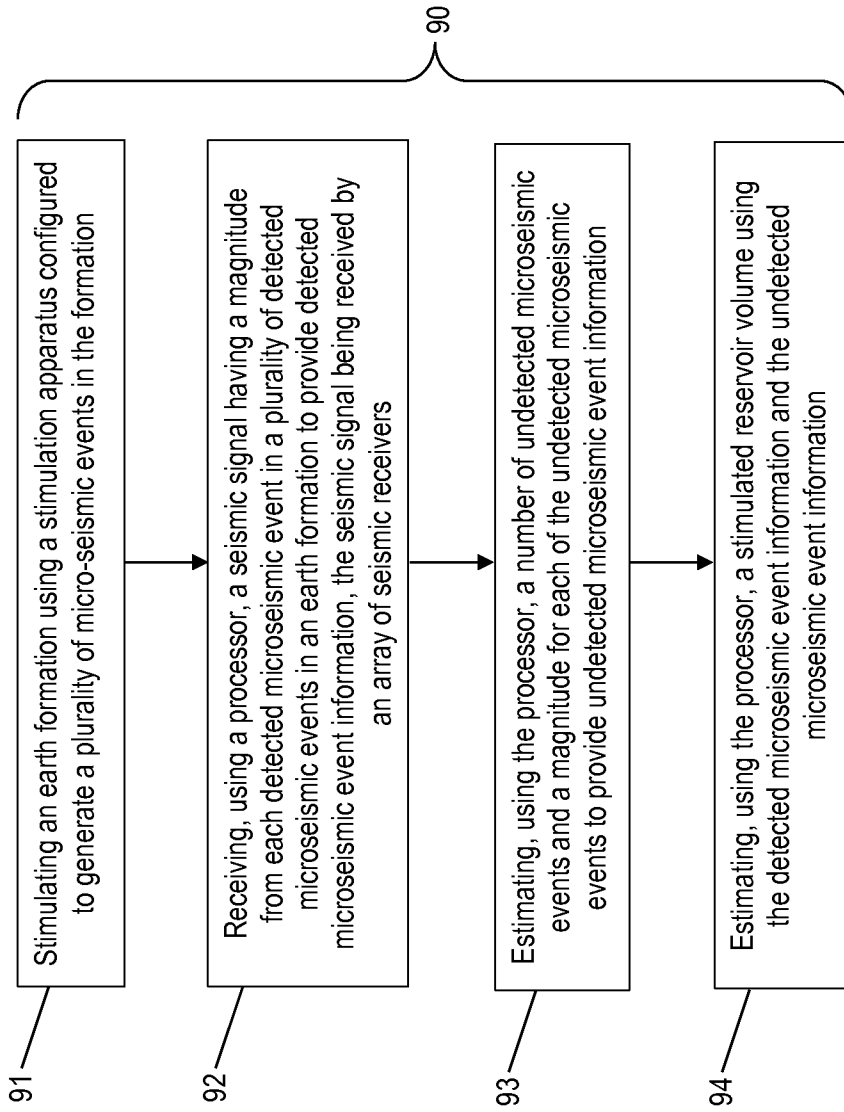 91
Stimulating an earth formation using a stimulation apparatus configured
to generate a plurality of micro-seismic events in the formation
92
Receiving, using a processor, a seismic signal having a magnitude
from each detected microseismic event in a plurality of detected
microseismic events in an earth formation to provide detected
microseismic event information, the seismic signal being received by
an array of seismic receivers
93
Estimating, using the processor, a number of undetected microseismic
events and a magnitude for each of the undetected microseismic
events to provide undetected microseismic event information
94
Estimating, using the processor, a stimulated reservoir volume using
the detected microseismic event information and the undetected
microseismic event information
90